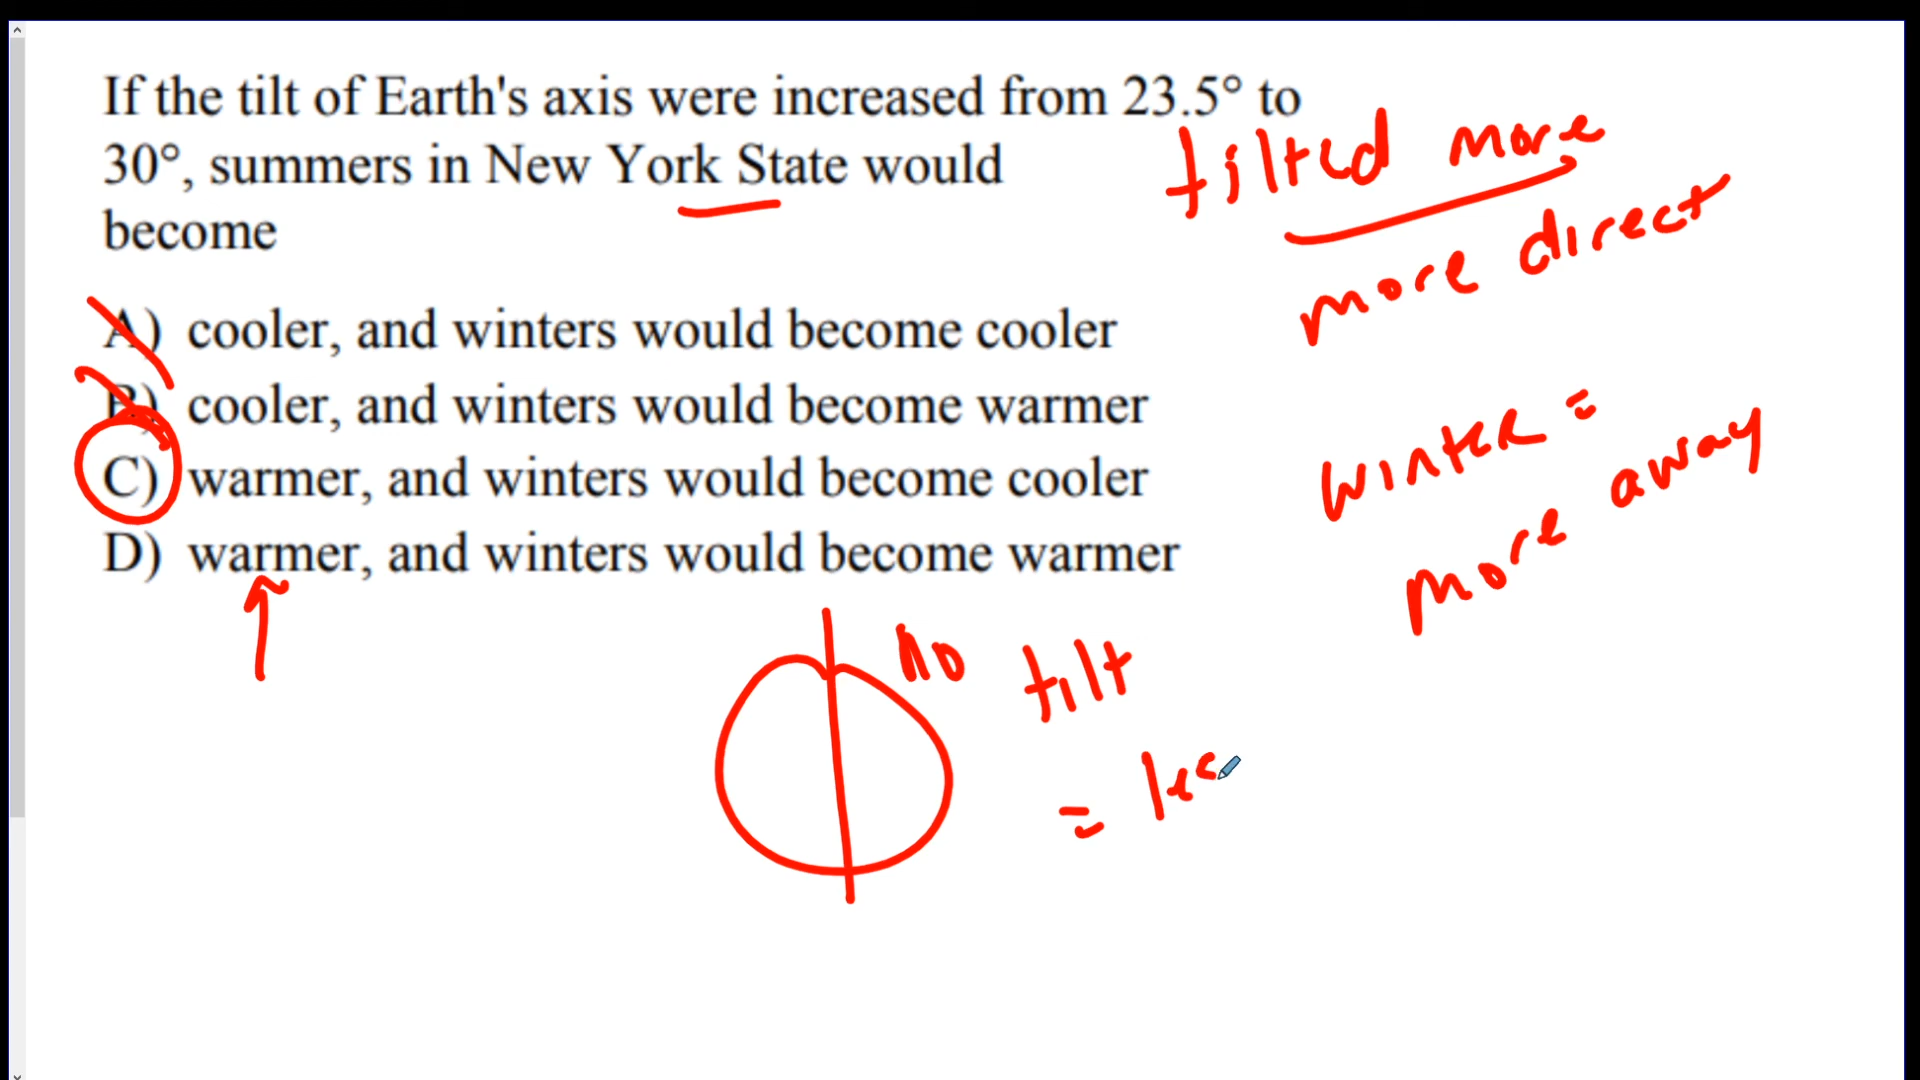 If the tilt of Earth's axis were increased from 23.5° to
30°, summers in New York State would
become
A) cooler, and winters would become cooler
B) cooler, and winters would become warmer
C) warmer, and winters would become cooler
D) warmer, and winters would become warmer
tilted more
more direct
winter =
more away
no tilt
= les